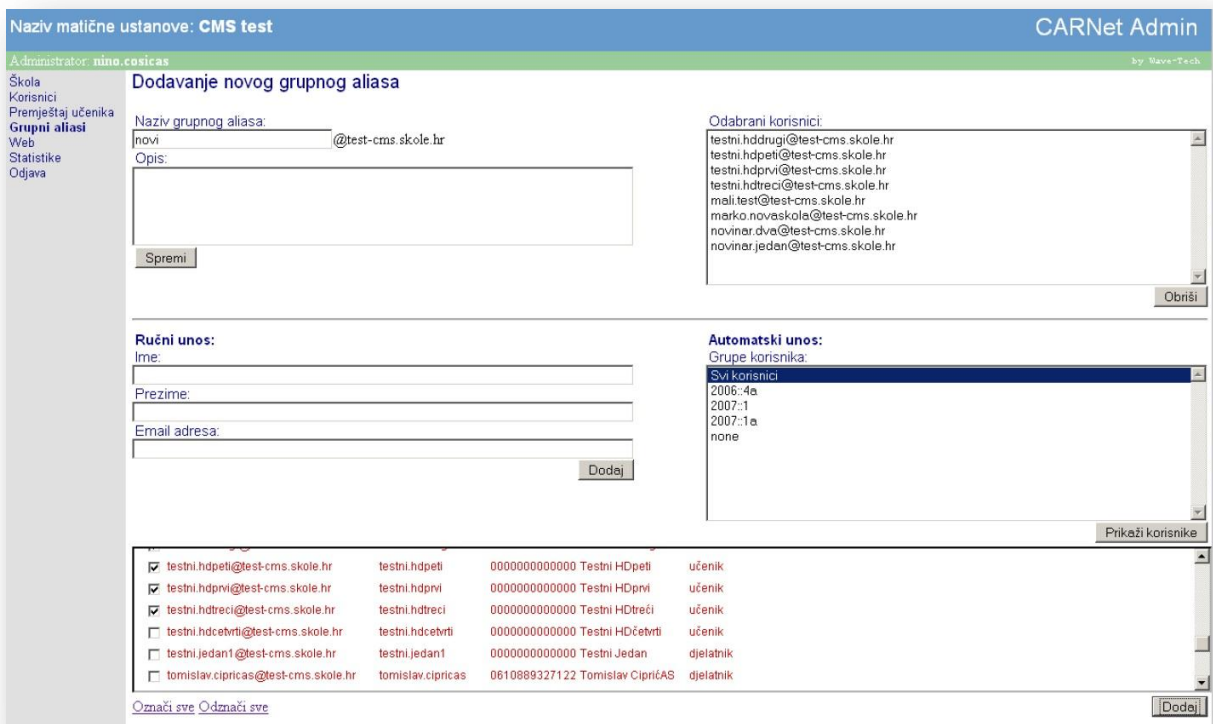 Naziv matične ustanove: CMS test
CARNet Admin
Administrator: nino.cosicas
by Wave-Tech
Škola
Korisnici
Premještaj učenika
Grupni aliasi
Web
Statistike
Odjava
Dodavanje novog grupnog aliasa
Naziv grupnog aliasa:
novi @test-cms.skole.hr
Opis:
Spremi
Odabrani korisnici:
testni.hddrugi@test-cms.skole.hr
testni.hdpeti@test-cms.skole.hr
testni.hdprvi@test-cms.skole.hr
testni.hdtreci@test-cms.skole.hr
mali.test@test-cms.skole.hr
marko.novaskola@test-cms.skole.hr
novinar.dva@test-cms.skole.hr
novinar.jedan@test-cms.skole.hr
Obriši
Ručni unos:
Ime:
Prezime:
Email adresa:
Dodaj
Automatski unos:
Grupe korisnika:
Svi korisnici
2006::4a
2007::1
2007::1a
none
Prikaži korisnike
testni.hdpeti@test-cms.skole.hr testni.hdpeti 0000000000000 Testni HDpeti učenik
testni.hdprvi@test-cms.skole.hr testni.hdprvi 0000000000000 Testni HDprvi učenik
testni.hdtreci@test-cms.skole.hr testni.hdtreci 0000000000000 Testni HDtreći učenik
testni.hdcetvrti@test-cms.skole.hr testni.hdcetvrti 0000000000000 Testni HDčetvrti učenik
testni.jedan1@test-cms.skole.hr testni.jedan1 0000000000000 Testni Jedan djelatnik
tomislav.cipricas@test-cms.skole.hr tomislav.cipricas 0610889327122 Tomislav CipričAS djelatnik
Označi sve Odznači sve
Dodaj